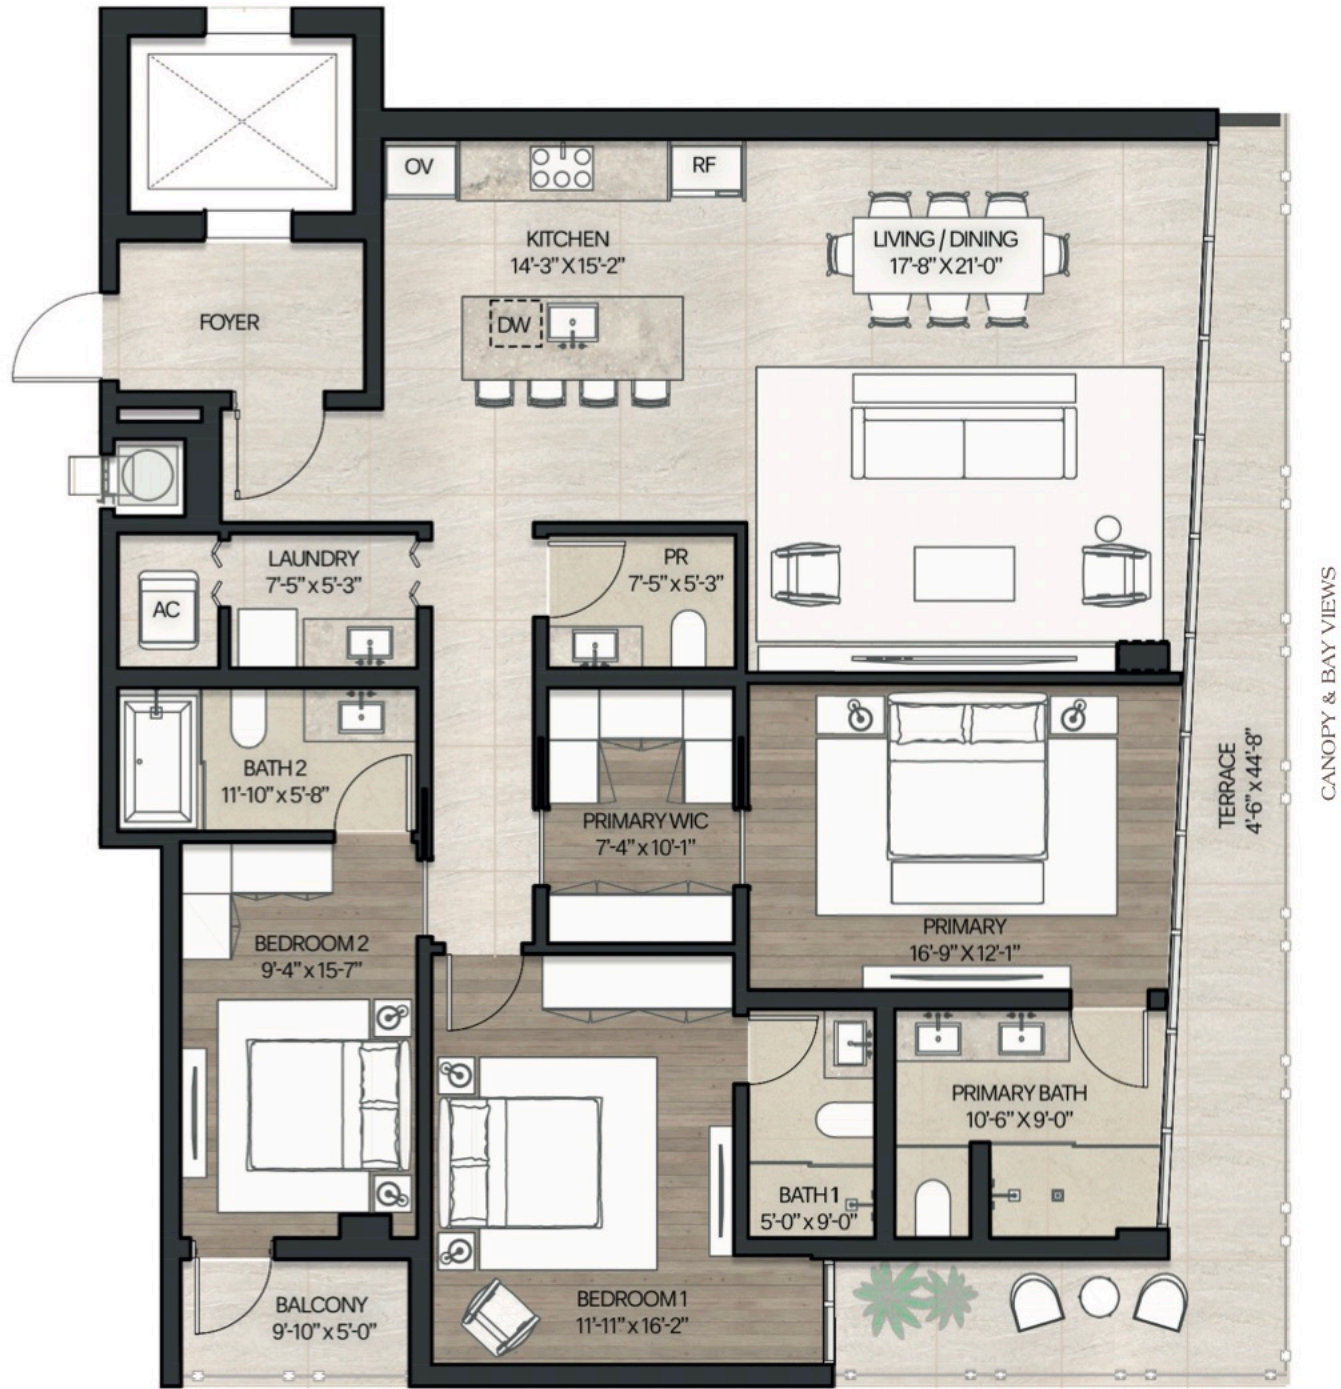 OV
RF
KITCHEN
14'-3" X 15'-2"
LIVING / DINING
17'-8" X 21'-0"
FOYER
DW
LAUNDRY
7'-5" x 5'-3"
PR
7'-5" x 5'-3"
AC
BATH 2
11'-10" x 5'-8"
PRIMARY WIC
7'-4" x 10'-1"
TERRACE
4'-6" x 44'-8"
CANOPY & BAY VIEWS
PRIMARY
16'-9" X 12'-1"
BEDROOM 2
9'-4" x 15'-7"
PRIMARY BATH
10'-6" X 9'-0"
BATH 1
5'-0" x 9'-0"
BEDROOM 1
11'-11" x 16'-2"
BALCONY
9'-10" x 5'-0"